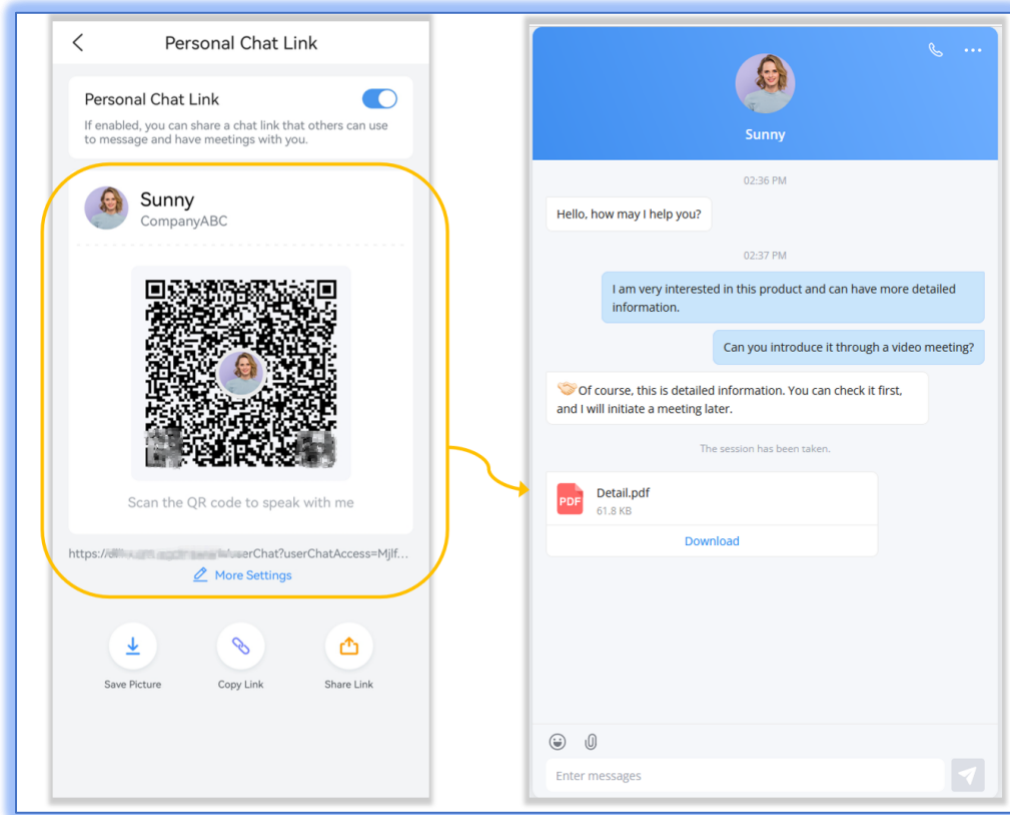 Personal Chat Link
Personal Chat Link
If enabled, you can share a chat link that others can use
to message and have meetings with you.
Sunny
CompanyABC
Scan the QR code to speak with me
https://
userChat?userChatAccess=Mjlf...
More Settings
Save Picture
Copy Link
Share Link
Sunny
02:36 PM
Hello, how may I help you?
02:37 PM
I am very interested in this product and can have more detailed
information.
Can you introduce it through a video meeting?
Of course, this is detailed information. You can check it first,
and I will initiate a meeting later.
The session has been taken.
PDF
Detail.pdf
61.8 KB
Download
Enter messages